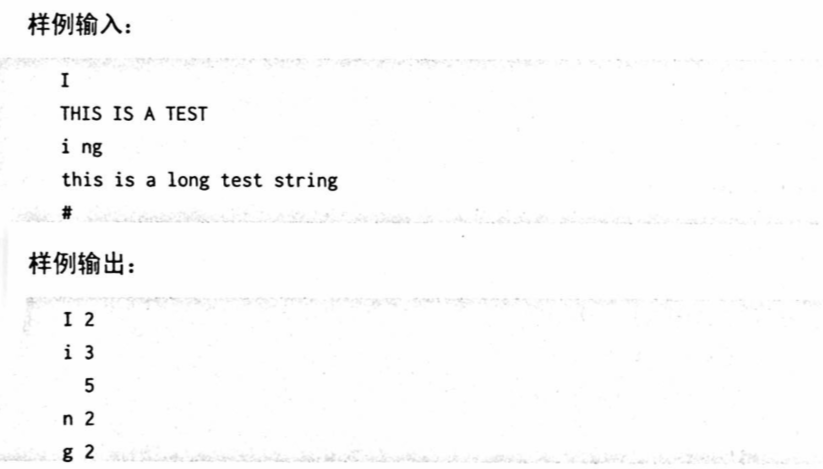 样例输入：
I
THIS IS A TEST
i ng
this is a long test string
#
样例输出：
I 2
i 3
  5
n 2
g 2